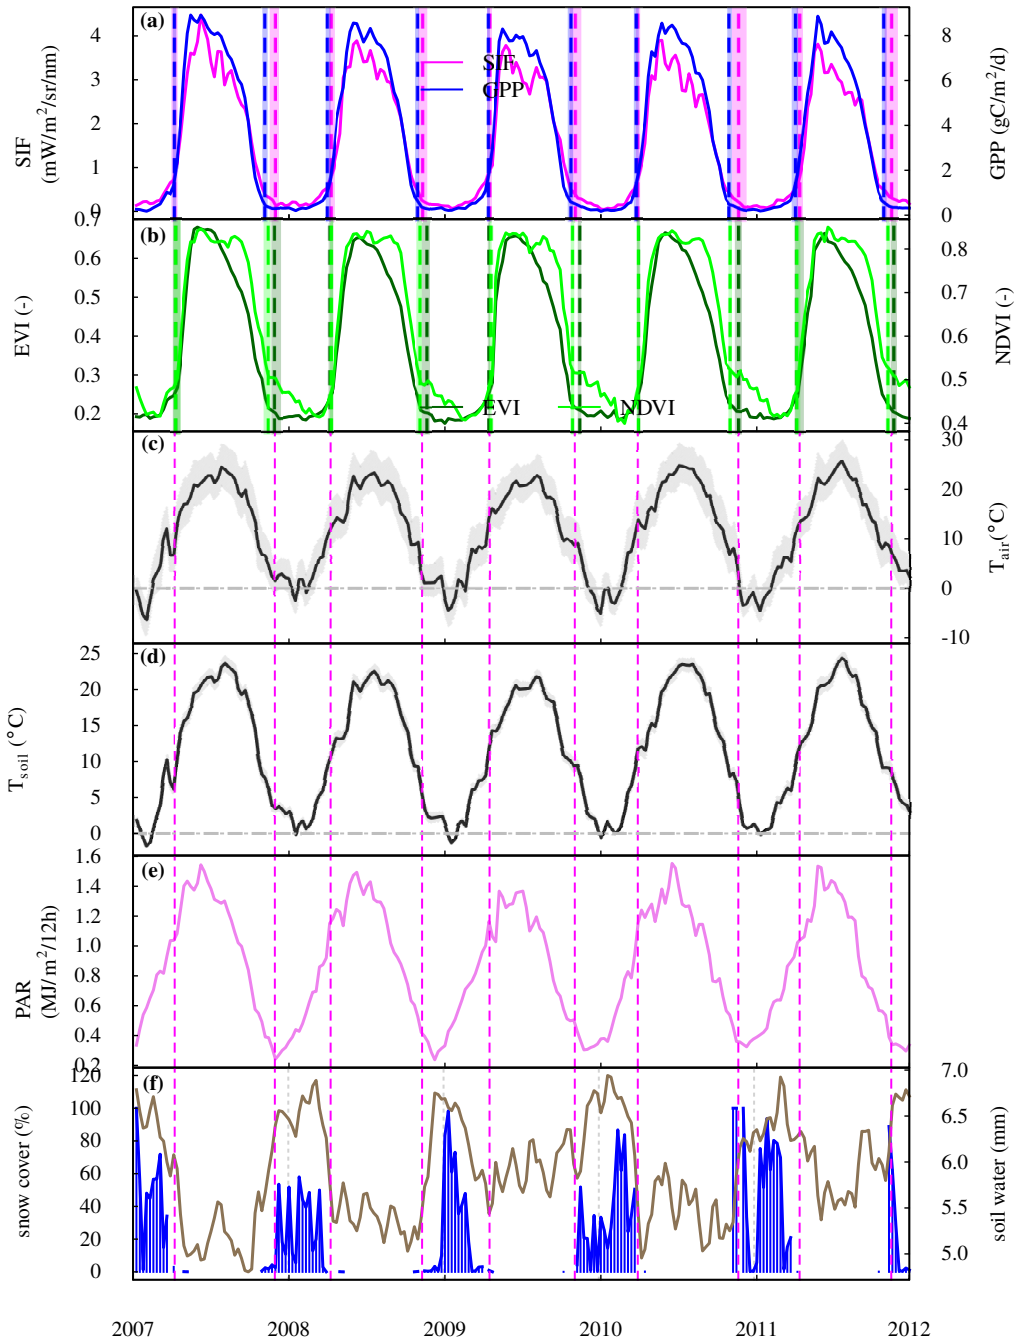 (a)
SIF
GPP
4
3
2
1
0
SIF
(mW/m²/sr/nm)
8
6
4
2
0
GPP (gC/m²/d)
(b)
0.7
0.6
0.5
0.4
0.3
0.2
EVI (-)
EVI
NDVI
0.8
0.7
0.6
0.5
0.4
NDVI (-)
(c)
30
20
10
0
-10
T air (°C)
(d)
25
20
15
10
5
0
T soil (°C)
(e)
1.6
1.4
1.2
1.0
0.8
0.6
0.4
0.2
PAR
(MJ/m²/12h)
(f)
120
100
80
60
40
20
0
snow cover (%)
7.0
6.5
6.0
5.5
5.0
soil water (mm)
2007
2008
2009
2010
2011
2012